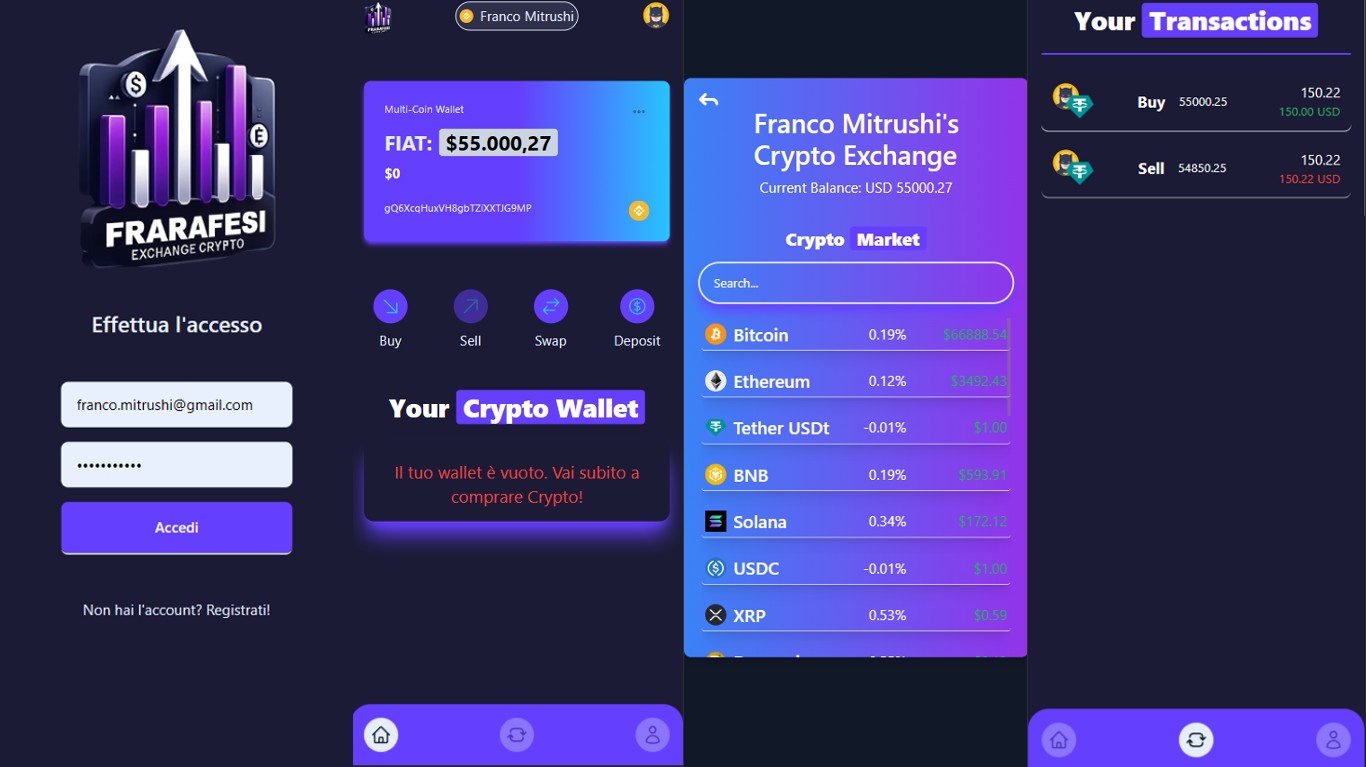 FRARAFESI
EXCHANGE CRYPTO
Effettua l'accesso
franco.mitrushi@gmail.com
•••••••••••
Accedi
Non hai l'account? Registrati!
FRARAFESI
Franco Mitrushi
Multi-Coin Wallet
...
FIAT: $55.000,27
$0
gQ6XcqHuxVH8gbTZiXXTJG9MP
Buy
Sell
Swap
Deposit
Your Crypto Wallet
Il tuo wallet è vuoto. Vai subito a
comprare Crypto!
Franco Mitrushi's
Crypto Exchange
Current Balance: USD 55000.27
Crypto Market
Search...
Bitcoin 0.19% $66888.54
Ethereum 0.12% $3492.43
Tether USDt -0.01% $1.00
BNB 0.19% $593.91
Solana 0.34% $172.12
USDC -0.01% $1.00
XRP 0.53% $0.59
Your Transactions
Buy 55000.25 150.22
150.00 USD
Sell 54850.25 150.22
150.22 USD